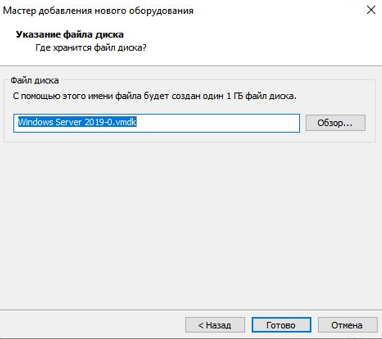 Мастер добавления нового оборудования
Указание файла диска
Где хранится файл диска?
Файл диска
С помощью этого имени файла будет создан один 1 ГБ файл диска.
Windows Server 2019-0.vmdk
Обзор...
< Назад
Готово
Отмена